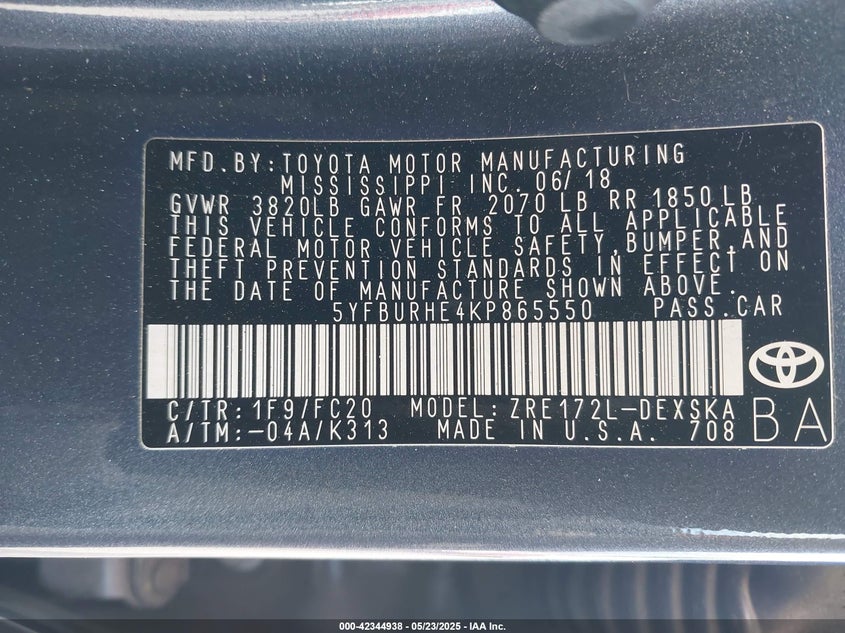 MFD.BY:TOYOTA MOTOR MANUFACTURING
MISSISSIPPI INC. 06/18
GVWR 3820LB GAWR FR 2070 LB RR 1850 LB
THIS VEHICLE CONFORMS TO ALL APPLICABLE
FEDERAL MOTOR VEHICLE SAFETY,BUMPER,AND
THEFT PREVENTION STANDARDS IN EFFECT ON
THE DATE OF MANUFACTURE SHOWN ABOVE.
5YFBURHE4KP865550 PASS.CAR
C/TR:1F9/FC20 MODEL:ZRE172L-DEXSKA
A/TM:-04A/K313 MADE IN U.S.A. 708
BA
000-42344938 - 05/23/2025 - IAA Inc.